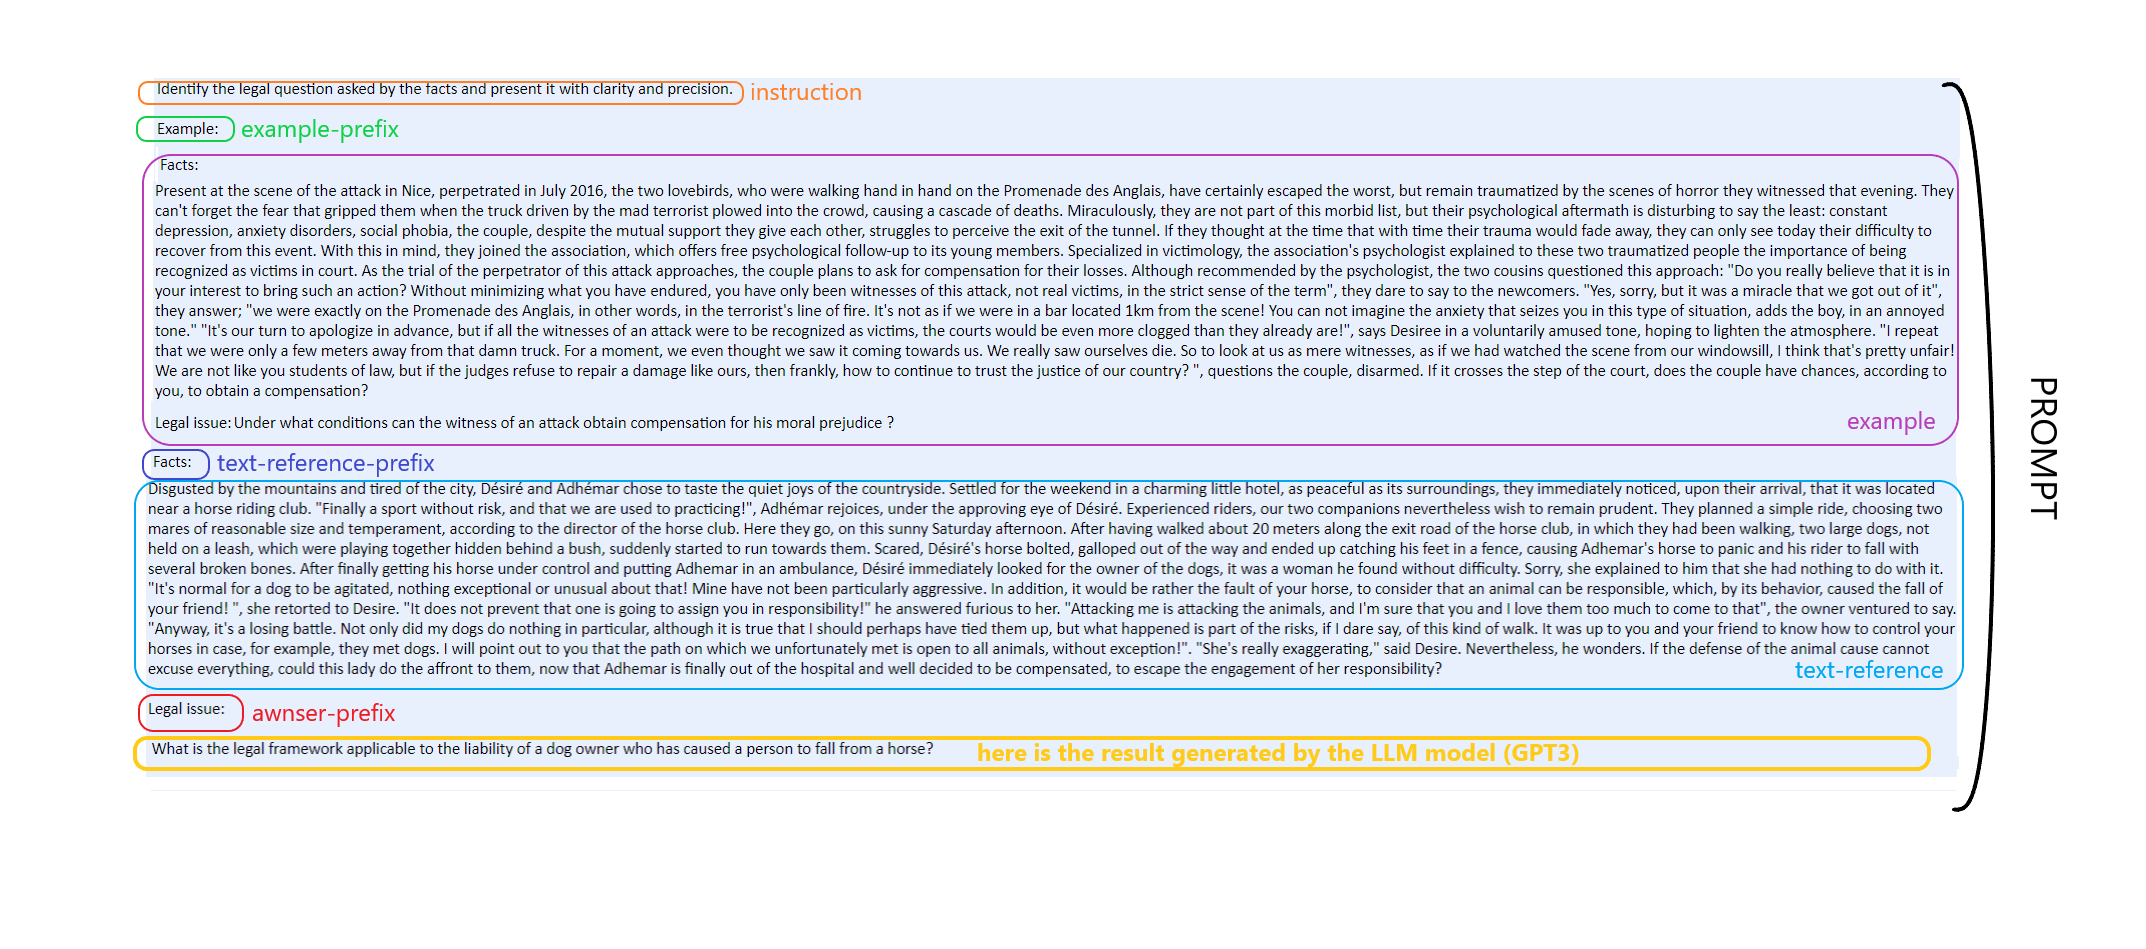 Identify the legal question asked by the facts and present it with clarity and precision. instruction
Example: example-prefix
Facts:
Present at the scene of the attack in Nice, perpetrated in July 2016, the two lovebirds, who were walking hand in hand on the Promenade des Anglais, have certainly escaped the worst, but remain traumatized by the scenes of horror they witnessed that evening. They
can't forget the fear that gripped them when the truck driven by the mad terrorist plowed into the crowd, causing a cascade of deaths. Miraculously, they are not part of this morbid list, but their psychological aftermath is disturbing to say the least: constant
depression, anxiety disorders, social phobia, the couple, despite the mutual support they give each other, struggles to perceive the exit of the tunnel. If they thought at the time that with time their trauma would fade away, they can only see today their difficulty to
recover from this event. With this in mind, they joined the association, which offers free psychological follow-up to its young members. Specialized in victimology, the association's psychologist explained to these two traumatized people the importance of being
recognized as victims in court. As the trial of the perpetrator of this attack approaches, the couple plans to ask for compensation for their losses. Although recommended by the psychologist, the two cousins questioned this approach: "Do you really believe that it is in
your interest to bring such an action? Without minimizing what you have endured, you have only been witnesses of this attack, not real victims, in the strict sense of the term", they dare to say to the newcomers. "Yes, sorry, but it was a miracle that we got out of it",
they answer; "we were exactly on the Promenade des Anglais, in other words, in the terrorist's line of fire. It's not as if we were in a bar located 1km from the scene! You can not imagine the anxiety that seizes you in this type of situation, adds the boy, in an annoyed
tone." "It's our turn to apologize in advance, but if all the witnesses of an attack were to be recognized as victims, the courts would be even more clogged than they already are!", says Desiree in a voluntarily amused tone, hoping to lighten the atmosphere. "I repeat
that we were only a few meters away from that damn truck. For a moment, we even thought we saw it coming towards us. We really saw ourselves die. So to look at us as mere witnesses, as if we had watched the scene from our windowsill, I think that's pretty unfair!
We are not like you students of law, but if the judges refuse to repair a damage like ours, then frankly, how to continue to trust the justice of our country? ", questions the couple, disarmed. If it crosses the step of the court, does the couple have chances, according to
you, to obtain a compensation?
Legal issue: Under what conditions can the witness of an attack obtain compensation for his moral prejudice ? example
Facts: text-reference-prefix
Disgusted by the mountains and tired of the city, Désiré and Adhémar chose to taste the quiet joys of the countryside. Settled for the weekend in a charming little hotel, as peaceful as its surroundings, they immediately noticed, upon their arrival, that it was located
near a horse riding club. "Finally a sport without risk, and that we are used to practicing!", Adhémar rejoices, under the approving eye of Désiré. Experienced riders, our two companions nevertheless wish to remain prudent. They planned a simple ride, choosing two
mares of reasonable size and temperament, according to the director of the horse club. Here they go, on this sunny Saturday afternoon. After having walked about 20 meters along the exit road of the horse club, in which they had been walking, two large dogs, not
held on a leash, which were playing together hidden behind a bush, suddenly started to run towards them. Scared, Désiré's horse bolted, galloped out of the way and ended up catching his feet in a fence, causing Adhemar's horse to panic and his rider to fall with
several broken bones. After finally getting his horse under control and putting Adhemar in an ambulance, Désiré immediately looked for the owner of the dogs, it was a woman he found without difficulty. Sorry, she explained to him that she had nothing to do with it.
"It's normal for a dog to be agitated, nothing exceptional or unusual about that! Mine have not been particularly aggressive. In addition, it would be rather the fault of your horse, to consider that an animal can be responsible, which, by its behavior, caused the fall of
your friend! ", she retorted to Desire. "It does not prevent that one is going to assign you in responsibility!" he answered furious to her. "Attacking me is attacking the animals, and I'm sure that you and I love them too much to come to that", the owner ventured to say.
"Anyway, it's a losing battle. Not only did my dogs do nothing in particular, although it is true that I should perhaps have tied them up, but what happened is part of the risks, if I dare say, of this kind of walk. It was up to you and your friend to know how to control your
horses in case, for example, they met dogs. I will point out to you that the path on which we unfortunately met is open to all animals, without exception!". "She's really exaggerating," said Desire. Nevertheless, he wonders. If the defense of the animal cause cannot
excuse everything, could this lady do the affront to them, now that Adhemar is finally out of the hospital and well decided to be compensated, to escape the engagement of her responsibility? text-reference
Legal issue: awnser-prefix
What is the legal framework applicable to the liability of a dog owner who has caused a person to fall from a horse? here is the result generated by the LLM model (GPT3)
PROMPT